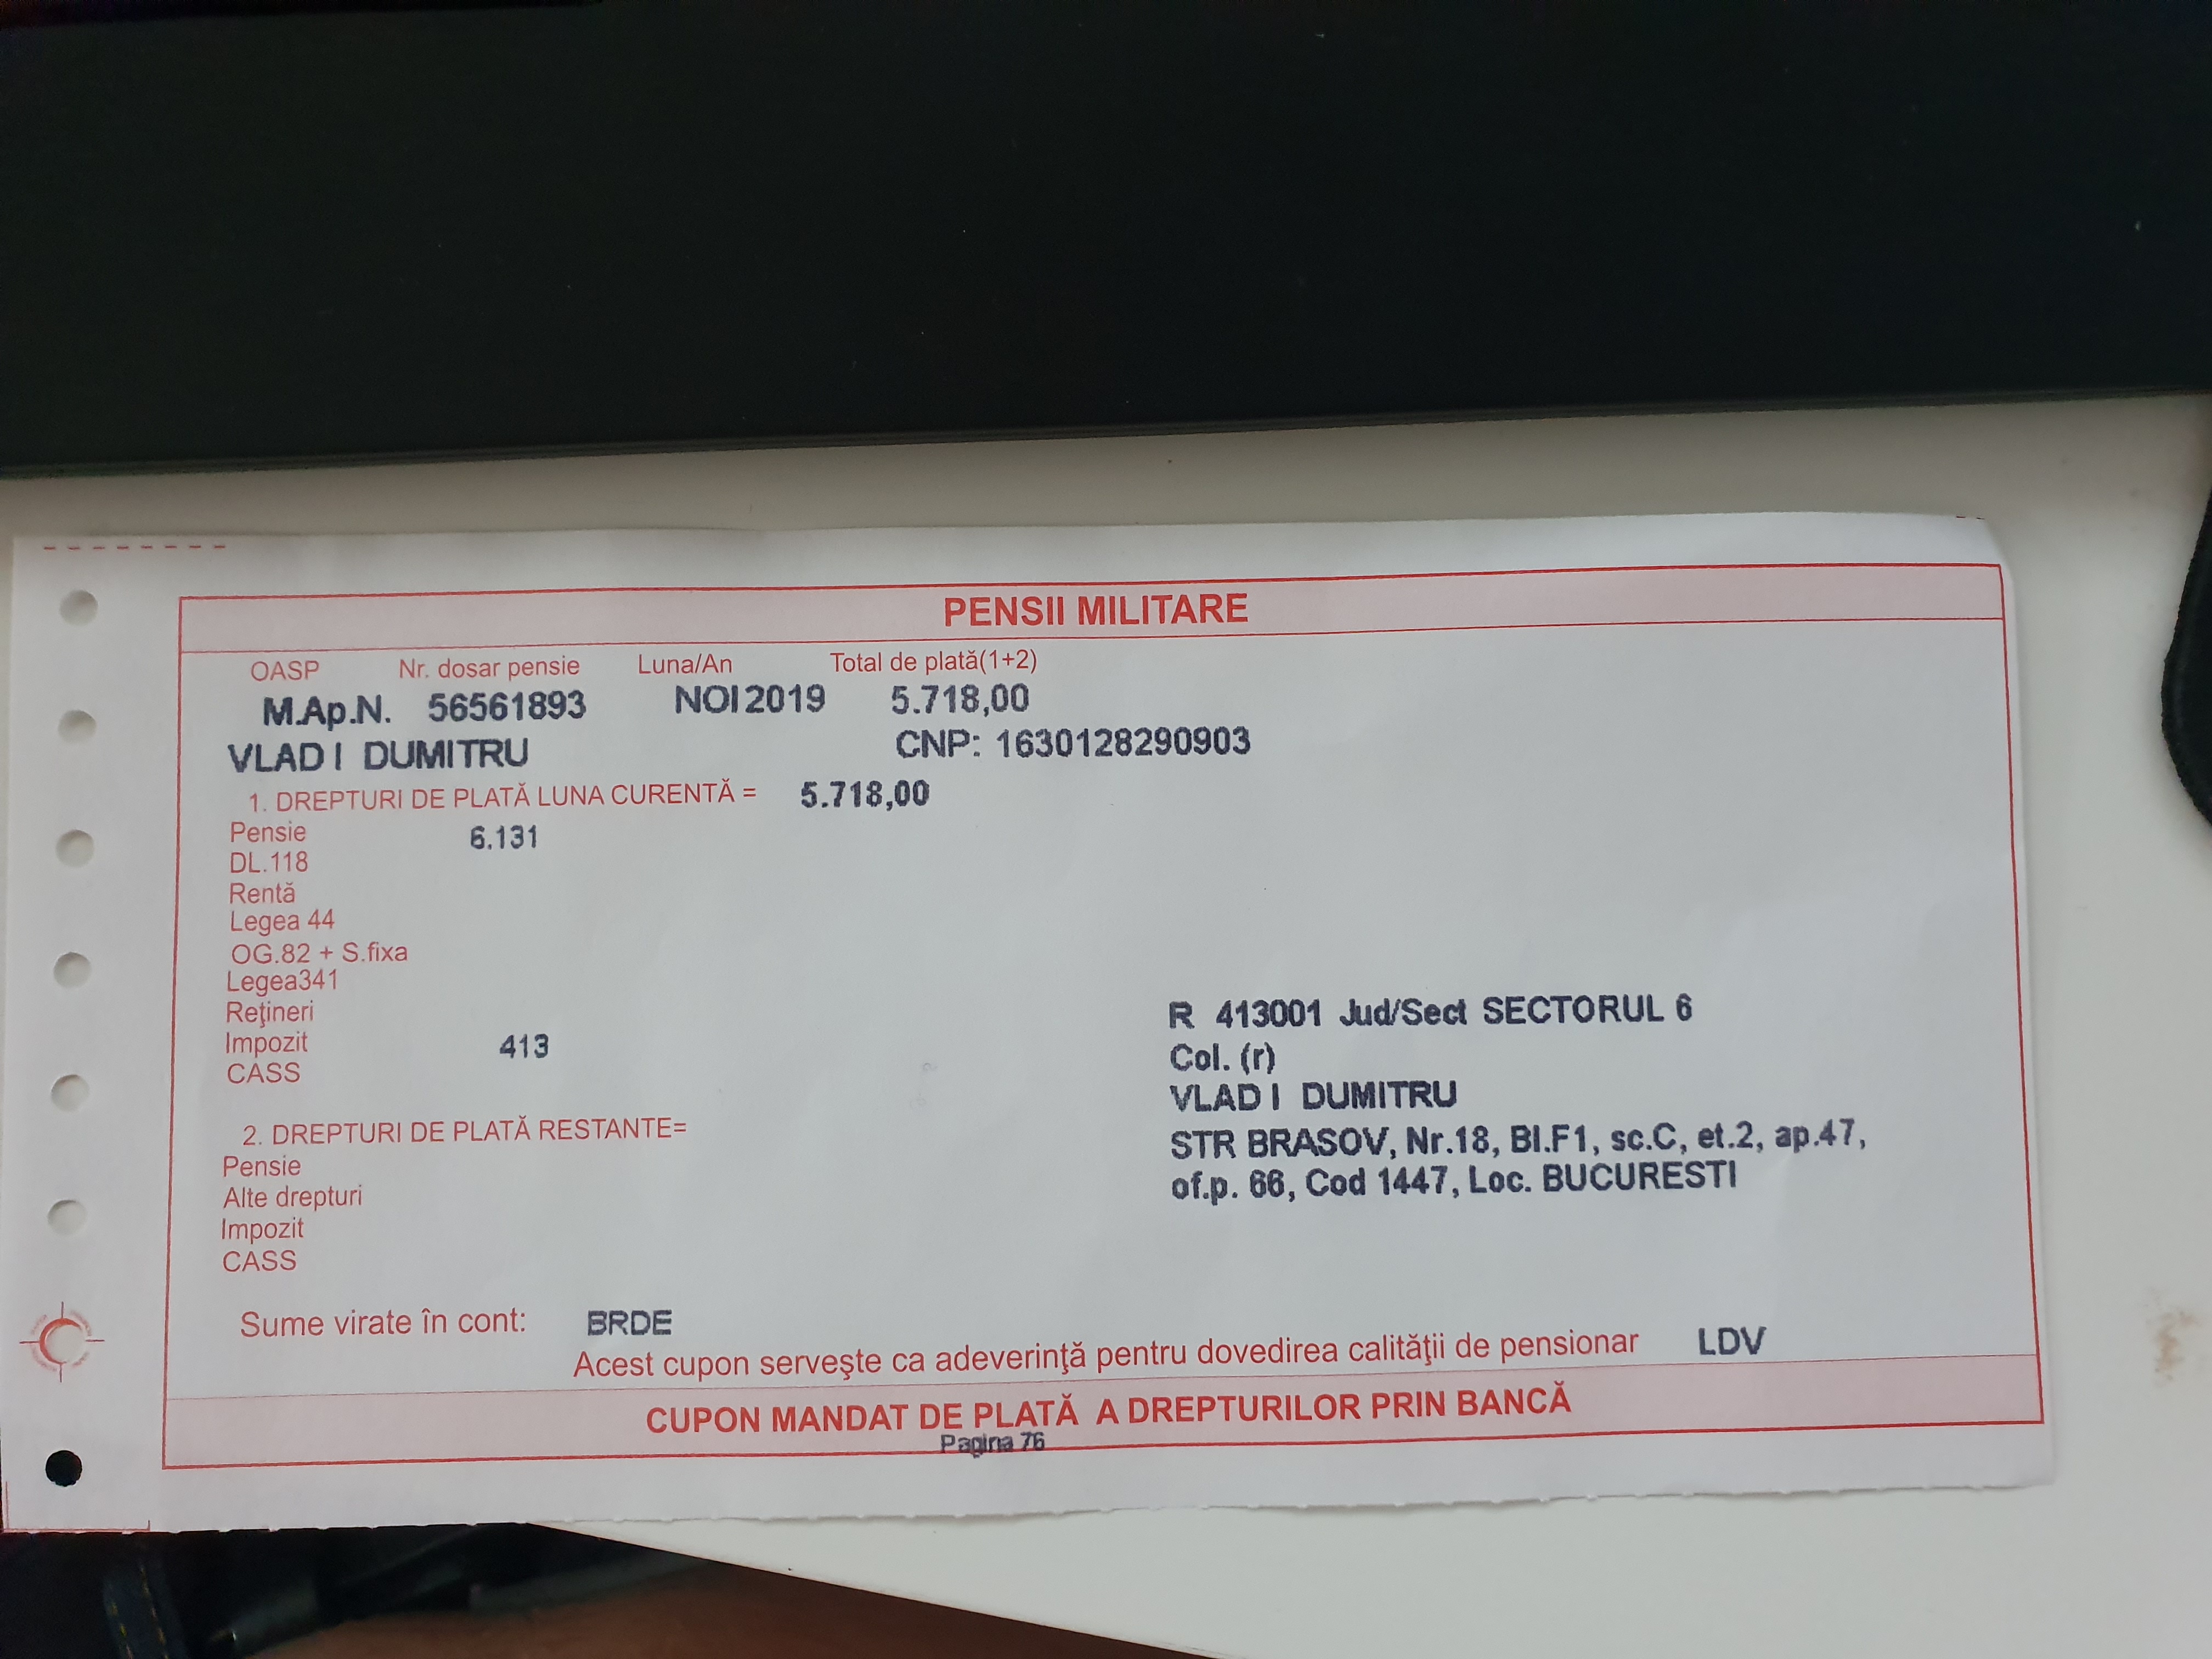 PENSII MILITARE
OASP Nr. dosar pensie Luna/An Total de plată(1+2)
M.Ap.N. 56561893 NOI 2019 5.718,00
VLAD I DUMITRU CNP: 1630128290903
1. DREPTURI DE PLATĂ LUNA CURENTĂ = 5.718,00
Pensie 6.131
DL.118
Rentă
Legea 44
OG.82 + S.fixa
Legea341
Reţineri
Impozit 413
CASS
R 413001 Jud/Sect SECTORUL 6
Col. (r)
VLAD I DUMITRU
STR BRASOV, Nr.18, Bl.F1, sc.C, et.2, ap.47,
of.p. 66, Cod 1447, Loc. BUCURESTI
2. DREPTURI DE PLATĂ RESTANTE=
Pensie
Alte drepturi
Impozit
CASS
Sume virate în cont: BRDE
Acest cupon serveşte ca adeverinţă pentru dovedirea calităţii de pensionar LDV
CUPON MANDAT DE PLATĂ A DREPTURILOR PRIN BANCĂ
Pagina 76